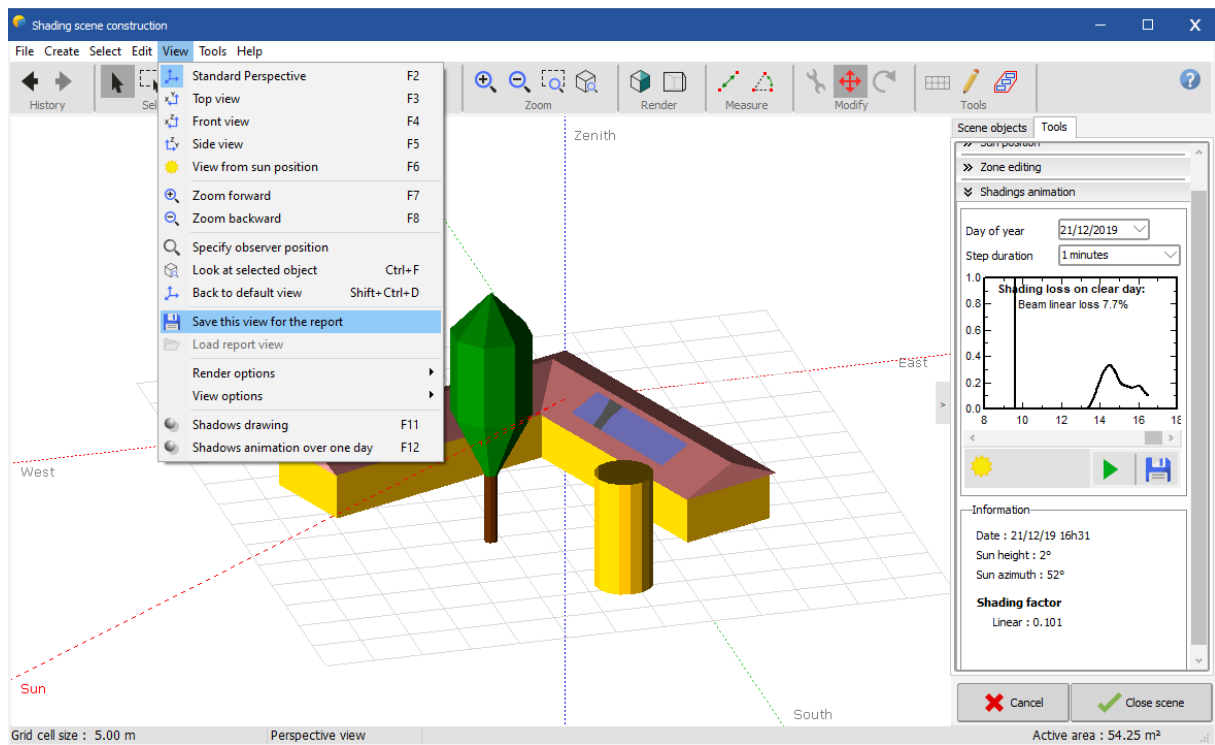 Shading scene construction
File Create Select Edit View Tools Help
History
Zoom
Render
Measure
Modify
Tools
Standard Perspective F2
Top view F3
Front view F4
Side view F5
View from sun position F6
Zoom forward F7
Zoom backward F8
Specify observer position
Look at selected object Ctrl+F
Back to default view Shift+Ctrl+D
Save this view for the report
Load report view
Render options
View options
Shadows drawing F11
Shadows animation over one day F12
Zenith
East
West
Sun
South
Scene objects Tools
Sun position
Zone editing
Shadings animation
Day of year 21/12/2019
Step duration 1 minutes
Shading loss on clear day:
Beam linear loss 7.7%
1.0
0.8
0.6
0.4
0.2
0.0
8 10 12 14 16 18
Information
Date : 21/12/19 16h31
Sun height : 2°
Sun azimuth : 52°
Shading factor
Linear : 0.101
Cancel Close scene
Grid cell size : 5.00 m Perspective view Active area : 54.25 m²